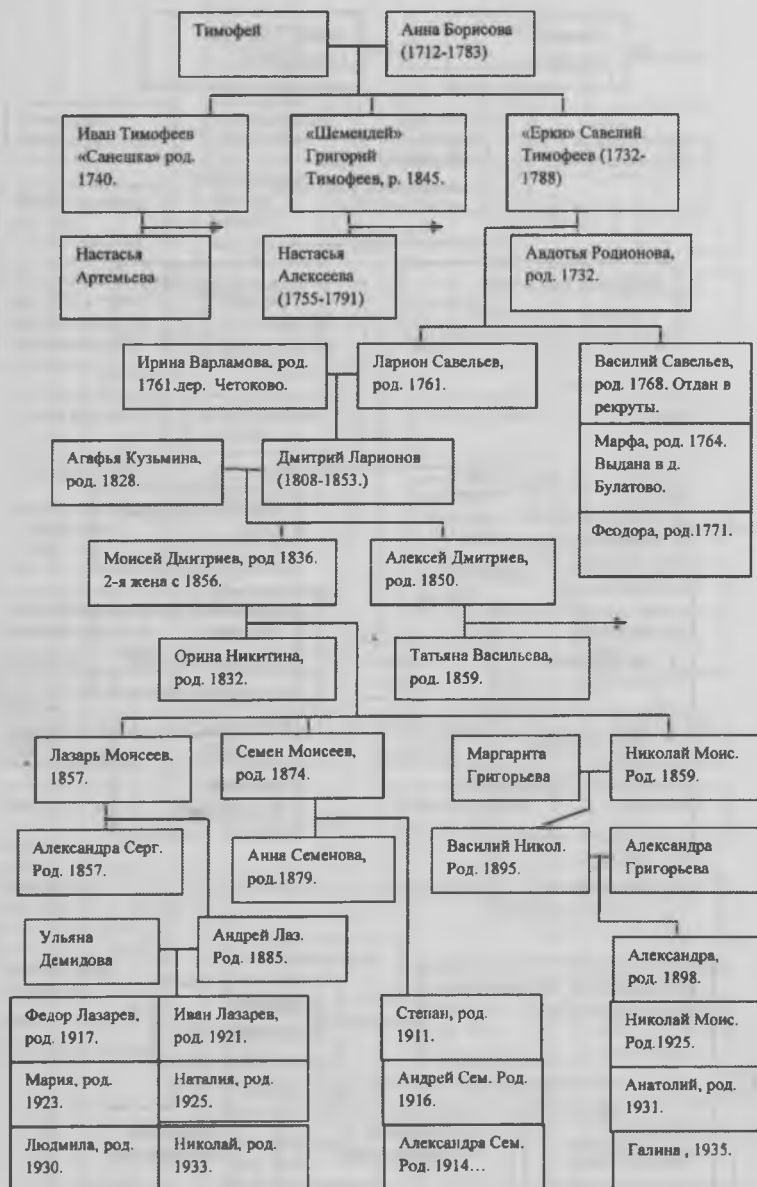 Тимофей
Анна Борисова
(1712-1783)
Иван Тимофеев
«Санешка» род.
1740.
«Шемендей»
Григорий
Тимофеев, р. 1845.
«Ерки» Савелий
Тимофеев (1732-
1788)
Настасья
Артемьева
Настасья
Алексеева
(1755-1791)
Авдотья Родионова,
род. 1732.
Ирина Варламова, род.
1761.дер. Четоково.
Ларион Савельев,
род. 1761.
Василий Савельев,
род. 1768. Отдан в
рекруты.
Марфа, род. 1764.
Выдана в д.
Булатово.
Феодора, род.1771.
Агафья Кузьмина,
род. 1828.
Дмитрий Ларионов
(1808-1853.)
Моисей Дмитриев, род 1836.
2-я жена с 1856.
Алексей Дмитриев,
род. 1850.
Орина Никитина,
род. 1832.
Татьяна Васильева,
род. 1859.
Лазарь Моисеев.
1857.
Семен Моисеев,
род. 1874.
Маргарита
Григорьева
Николай Моис.
Род. 1859.
Александра Серг.
Род. 1857.
Анна Семенова,
род.1879.
Василий Никол.
Род. 1895.
Александра
Григорьева
Ульяна
Демидова
Андрей Лаз.
Род. 1885.
Александра,
род. 1898.
Федор Лазарев,
род. 1917.
Иван Лазарев,
род. 1921.
Степан, род.
1911.
Николай Моис.
Род.1925.
Мария, род.
1923.
Наталия, род.
1925.
Андрей Сем. Род.
1916.
Анатолий, род.
1931.
Людмила, род.
1930.
Николай, род.
1933.
Александра Сем.
Род. 1914...
Галина , 1935.